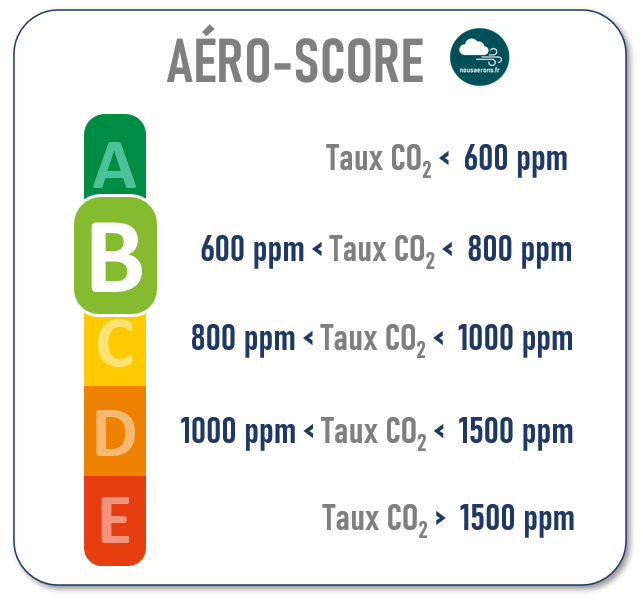 AÉRO-SCORE
nousaerons.fr
A
Taux CO₂ < 600 ppm
B
600 ppm < Taux CO₂ < 800 ppm
C
800 ppm < Taux CO₂ < 1000 ppm
D
1000 ppm < Taux CO₂ < 1500 ppm
E
Taux CO₂ > 1500 ppm